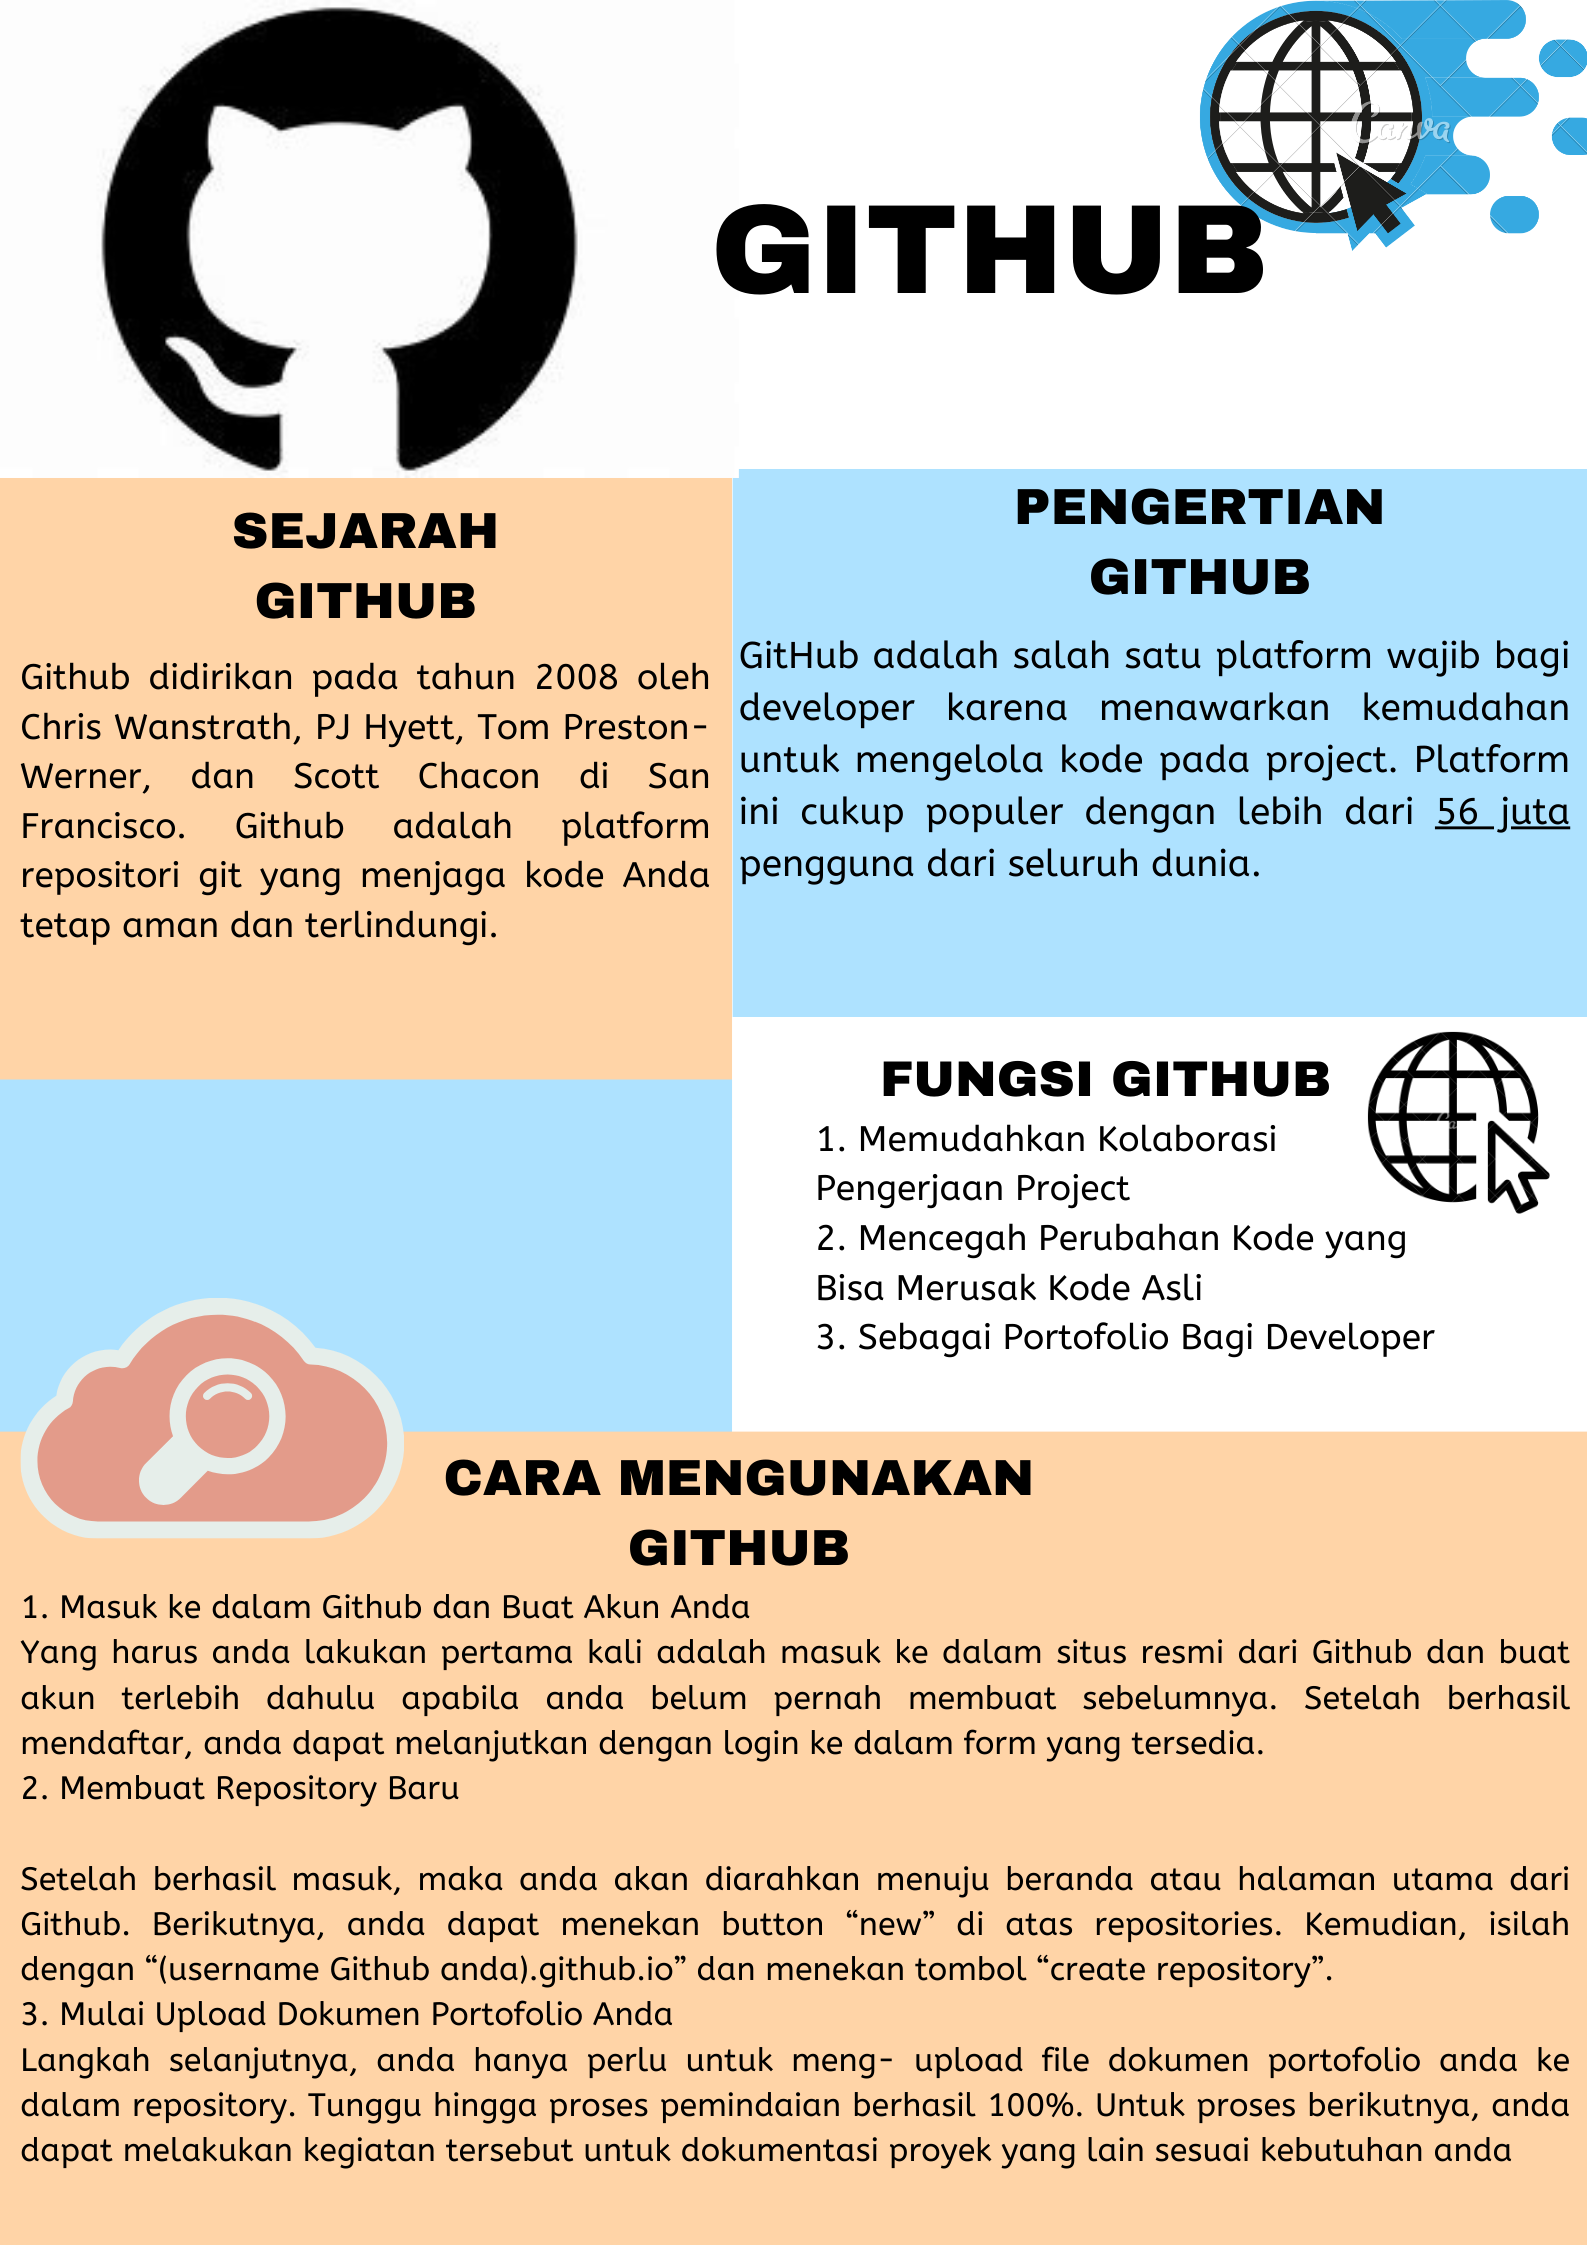 GITHUB
Canva
SEJARAH
GITHUB
Github didirikan pada tahun 2008 oleh
Chris Wanstrath, PJ Hyett, Tom Preston-
Werner, dan Scott Chacon di San
Francisco. Github adalah platform
repositori git yang menjaga kode Anda
tetap aman dan terlindungi.
PENGERTIAN
GITHUB
GitHub adalah salah satu platform wajib bagi
developer karena menawarkan kemudahan
untuk mengelola kode pada project. Platform
ini cukup populer dengan lebih dari 56 juta
pengguna dari seluruh dunia.
FUNGSI GITHUB
1. Memudahkan Kolaborasi
Pengerjaan Project
2. Mencegah Perubahan Kode yang
Bisa Merusak Kode Asli
3. Sebagai Portofolio Bagi Developer
CARA MENGUNAKAN
GITHUB
1. Masuk ke dalam Github dan Buat Akun Anda
Yang harus anda lakukan pertama kali adalah masuk ke dalam situs resmi dari Github dan buat
akun terlebih dahulu apabila anda belum pernah membuat sebelumnya. Setelah berhasil
mendaftar, anda dapat melanjutkan dengan login ke dalam form yang tersedia.
2. Membuat Repository Baru
Setelah berhasil masuk, maka anda akan diarahkan menuju beranda atau halaman utama dari
Github. Berikutnya, anda dapat menekan button “new” di atas repositories. Kemudian, isilah
dengan “(username Github anda).github.io” dan menekan tombol “create repository”.
3. Mulai Upload Dokumen Portofolio Anda
Langkah selanjutnya, anda hanya perlu untuk meng- upload file dokumen portofolio anda ke
dalam repository. Tunggu hingga proses pemindaian berhasil 100%. Untuk proses berikutnya, anda
dapat melakukan kegiatan tersebut untuk dokumentasi proyek yang lain sesuai kebutuhan anda